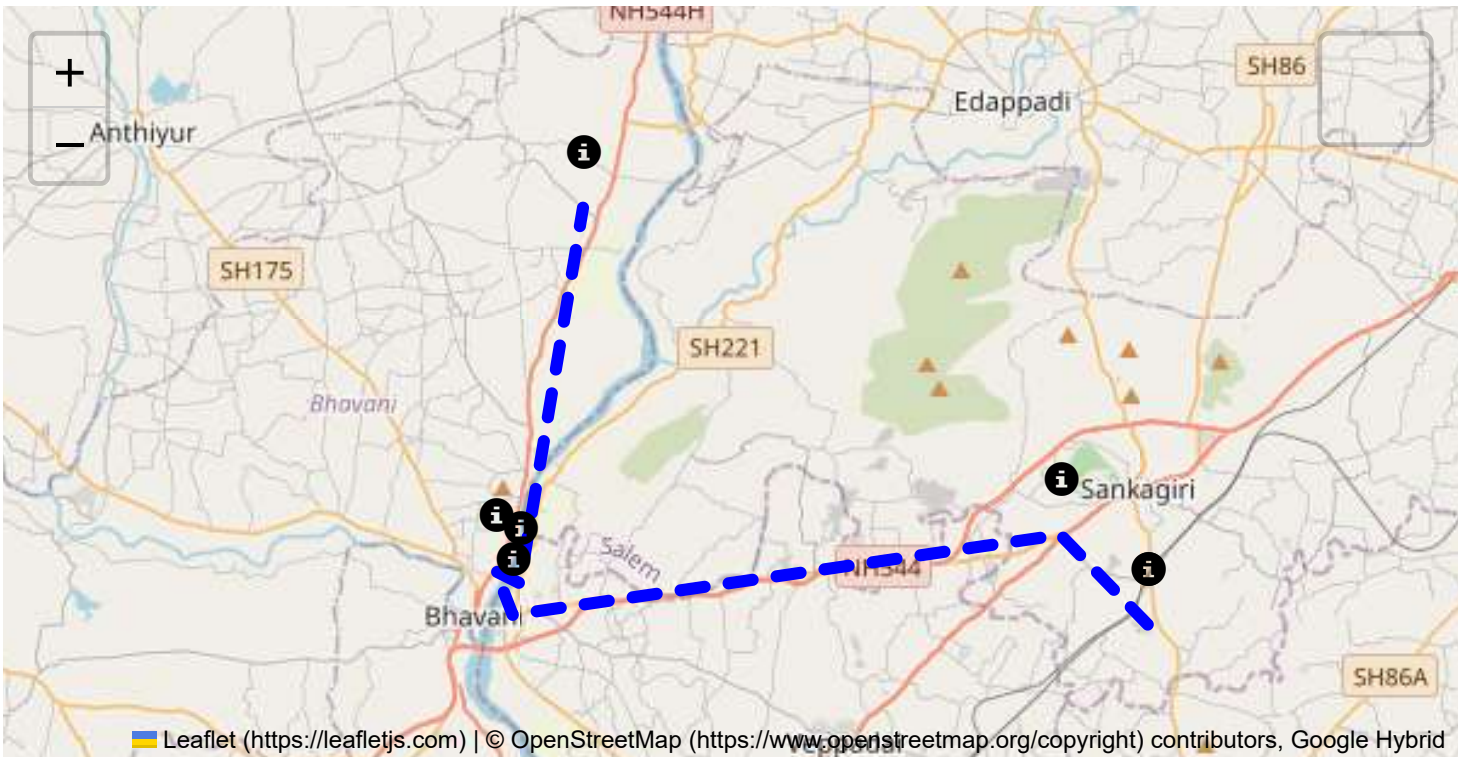 NH544H
+
SH86
Edappadi
Anthiyur
−
SH175
SH221
Bhavani
Sankagiri
Salem
NH544
Bhavani
SH86A
Leaflet (https://leafletjs.com) | © OpenStreetMap (https://www.openstreetmap.org/copyright) contributors, Google Hybrid